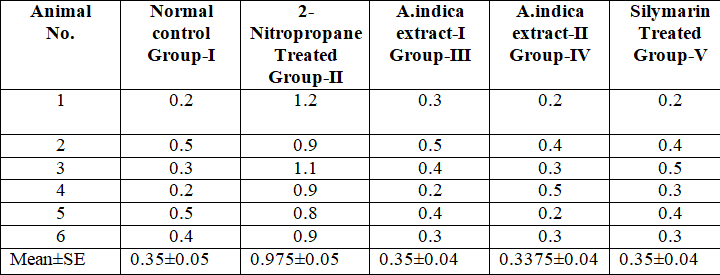 Animal No. | Normal control Group-I | 2-Nitropropane Treated Group-II | A.indica extract-I Group-III | A.indica extract-II Group-IV | Silymarin Treated Group-V
1 | 0.2 | 1.2 | 0.3 | 0.2 | 0.2
2 | 0.5 | 0.9 | 0.5 | 0.4 | 0.4
3 | 0.3 | 1.1 | 0.4 | 0.3 | 0.5
4 | 0.2 | 0.9 | 0.2 | 0.5 | 0.3
5 | 0.5 | 0.8 | 0.4 | 0.2 | 0.4
6 | 0.4 | 0.9 | 0.3 | 0.3 | 0.3
Mean±SE | 0.35±0.05 | 0.975±0.05 | 0.35±0.04 | 0.3375±0.04 | 0.35±0.04